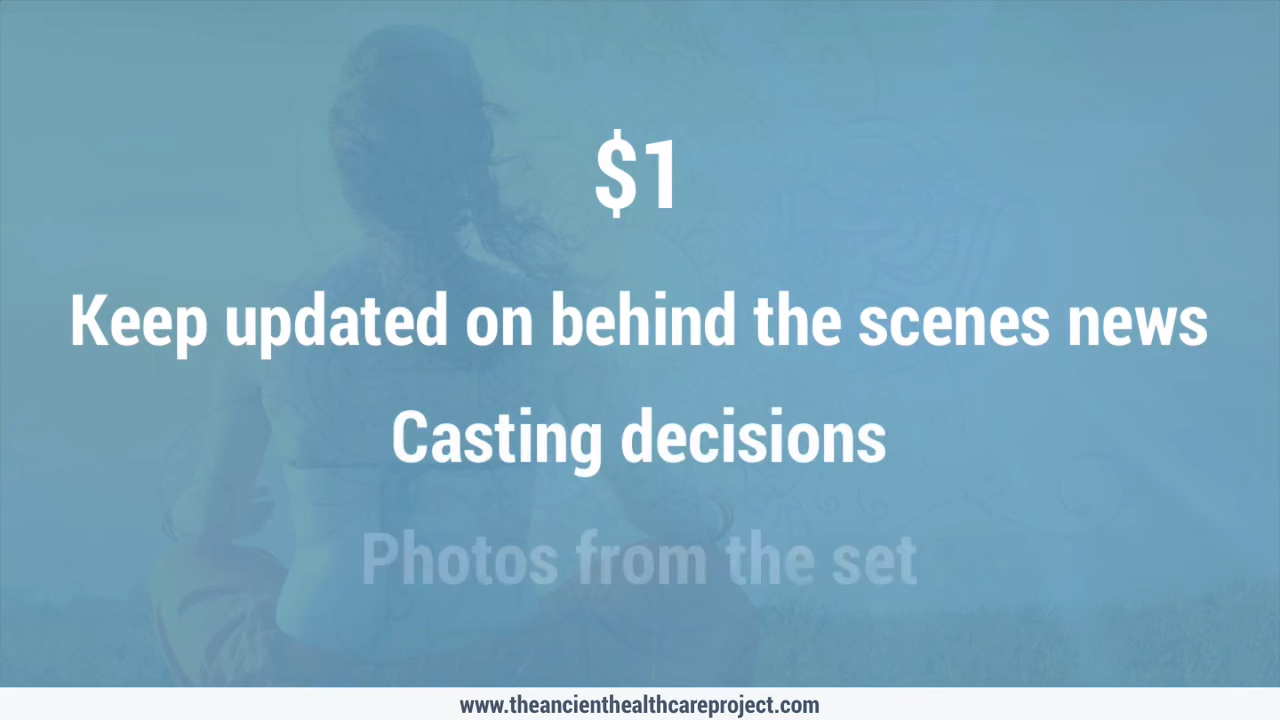 $1
Keep updated on behind the scenes news
Casting decisions
Photos from the set
www.theancienthealthcareproject.com